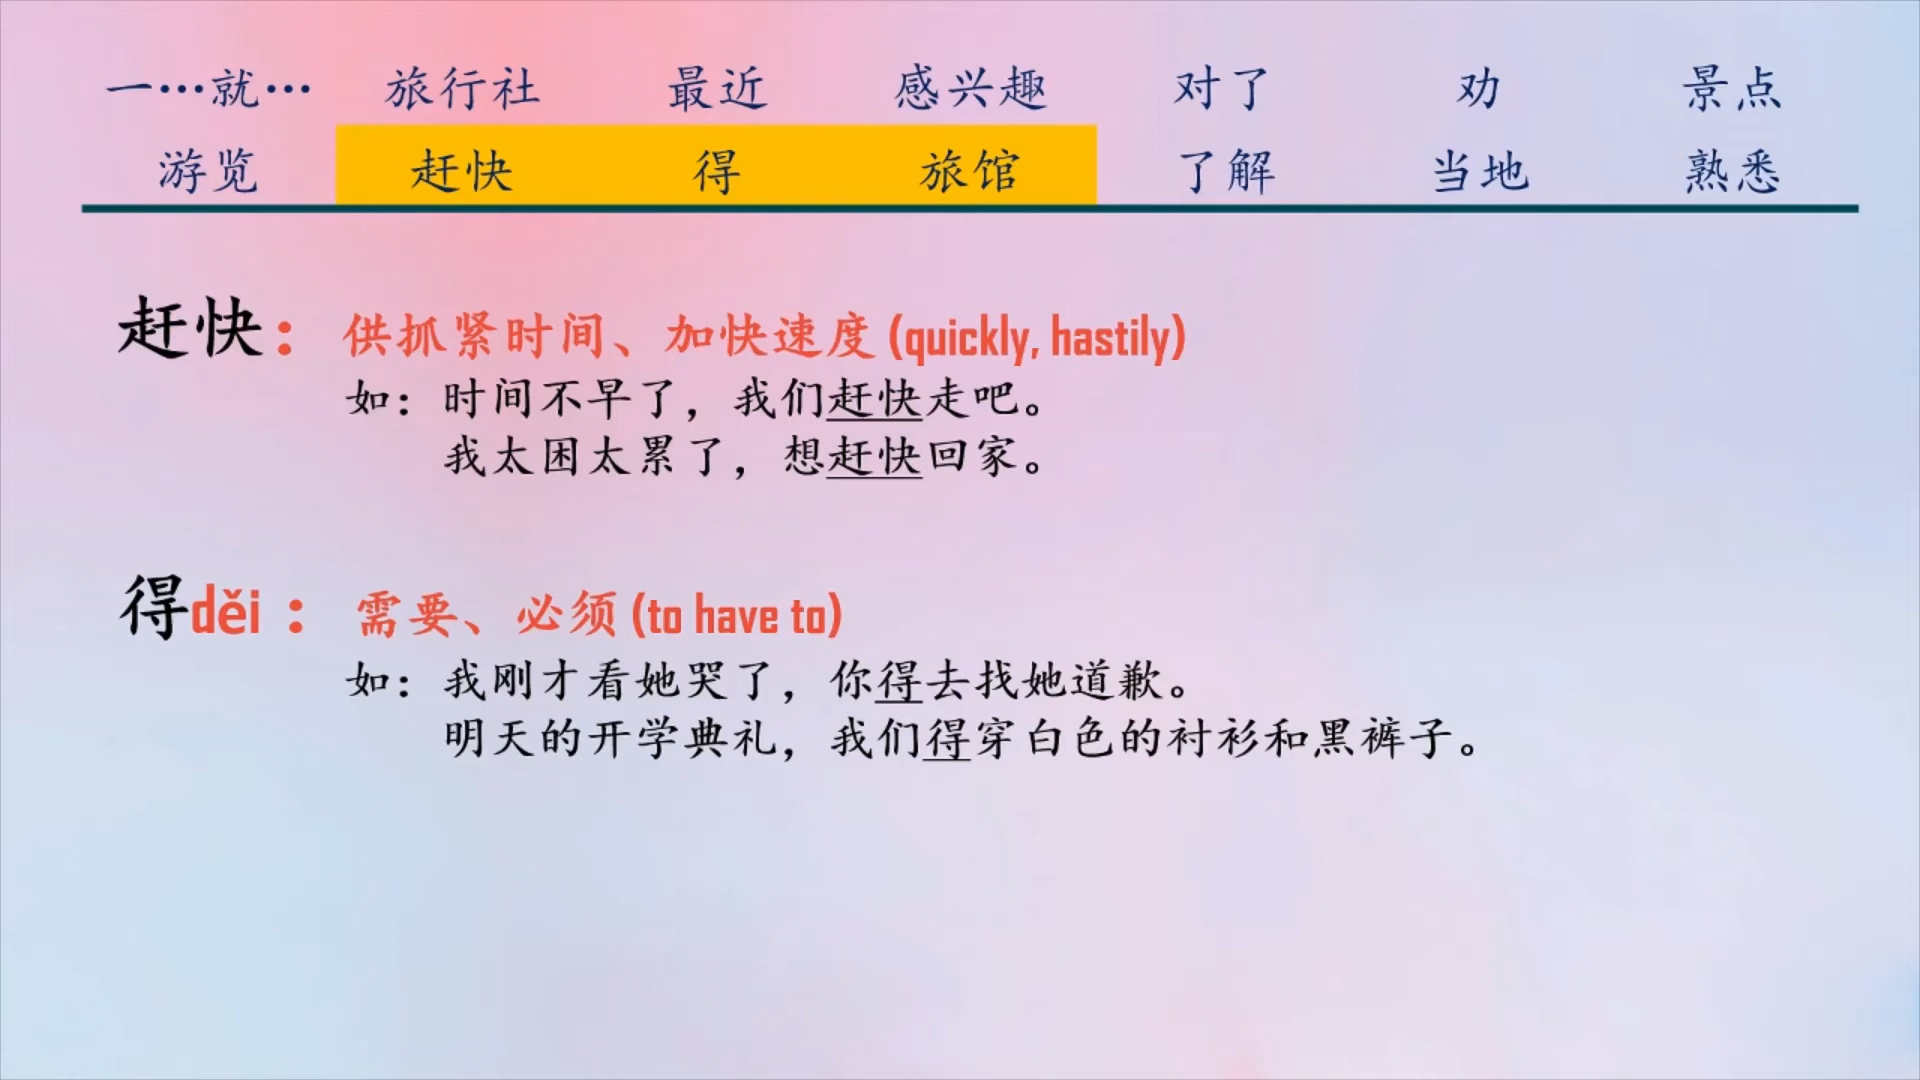 一…就… 旅行社 最近 感兴趣 对了 劝 景点
游览 赶快 得 旅馆 了解 当地 熟悉
赶快：供抓紧时间、加快速度 (quickly, hastily)
如：时间不早了，我们赶快走吧。
我太困太累了，想赶快回家。
得děi：需要、必须 (to have to)
如：我刚才看她哭了，你得去找她道歉。
明天的开学典礼，我们得穿白色的衬衫和黑裤子。